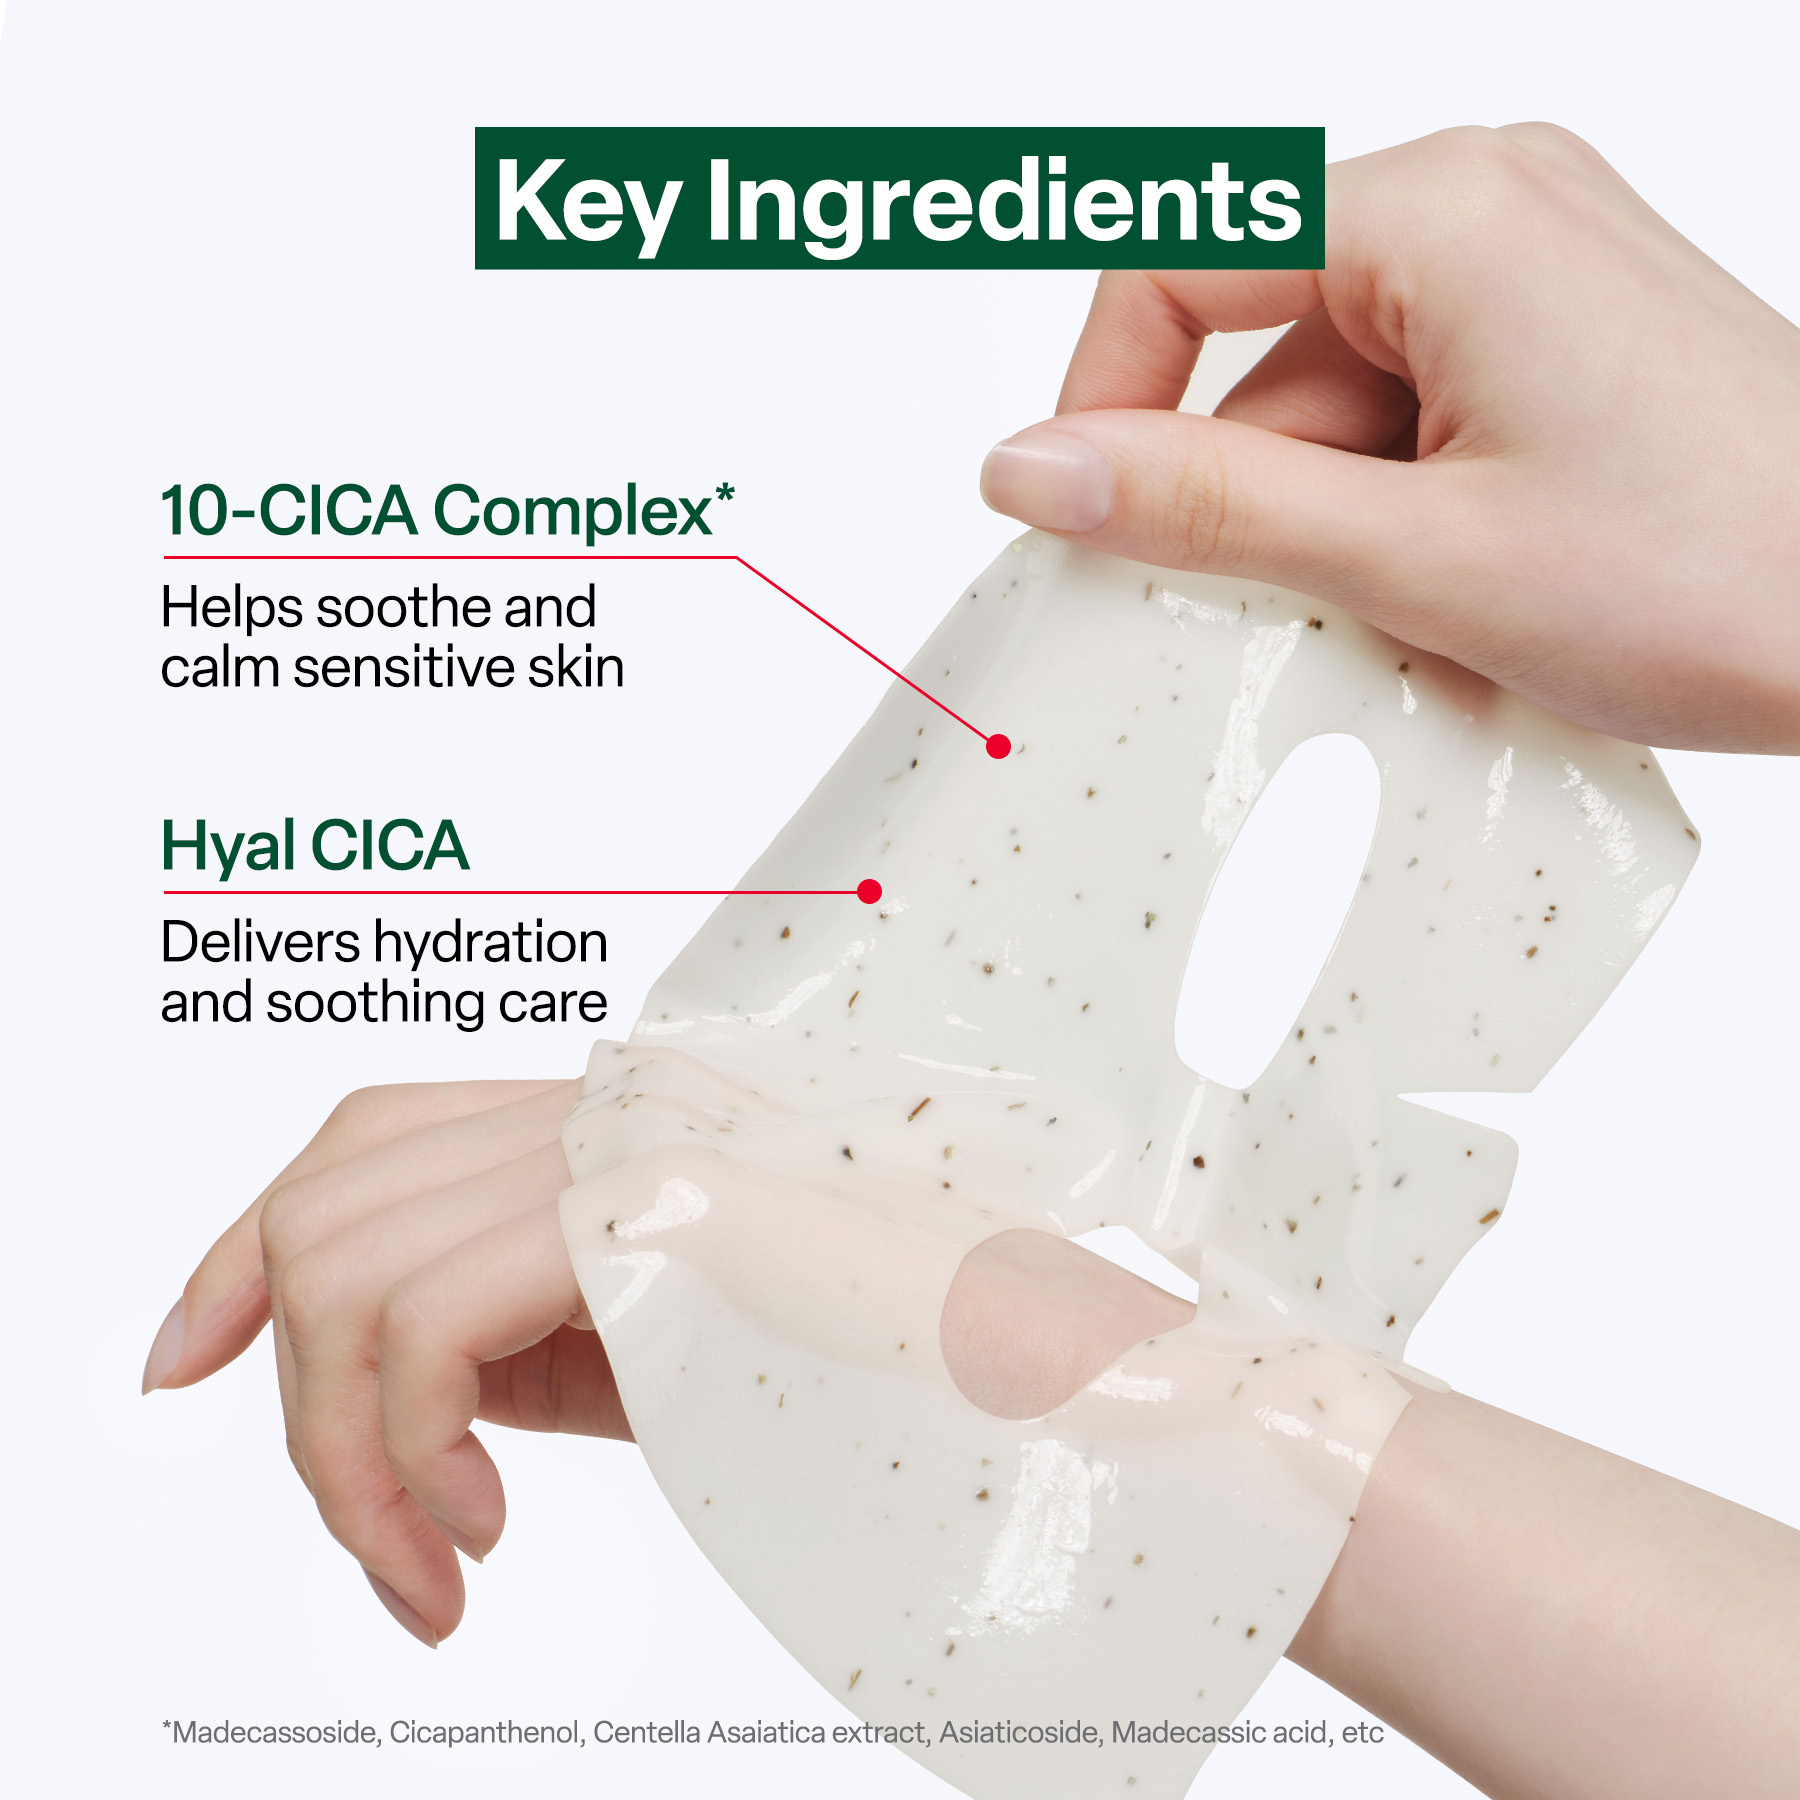 Key Ingredients
10-CICA Complex*
Helps soothe and
calm sensitive skin
Hyal CICA
Delivers hydration
and soothing care
*Madecassoside, Cicapanthenol, Centella Asaiatica extract, Asiaticoside, Madecassic acid, etc